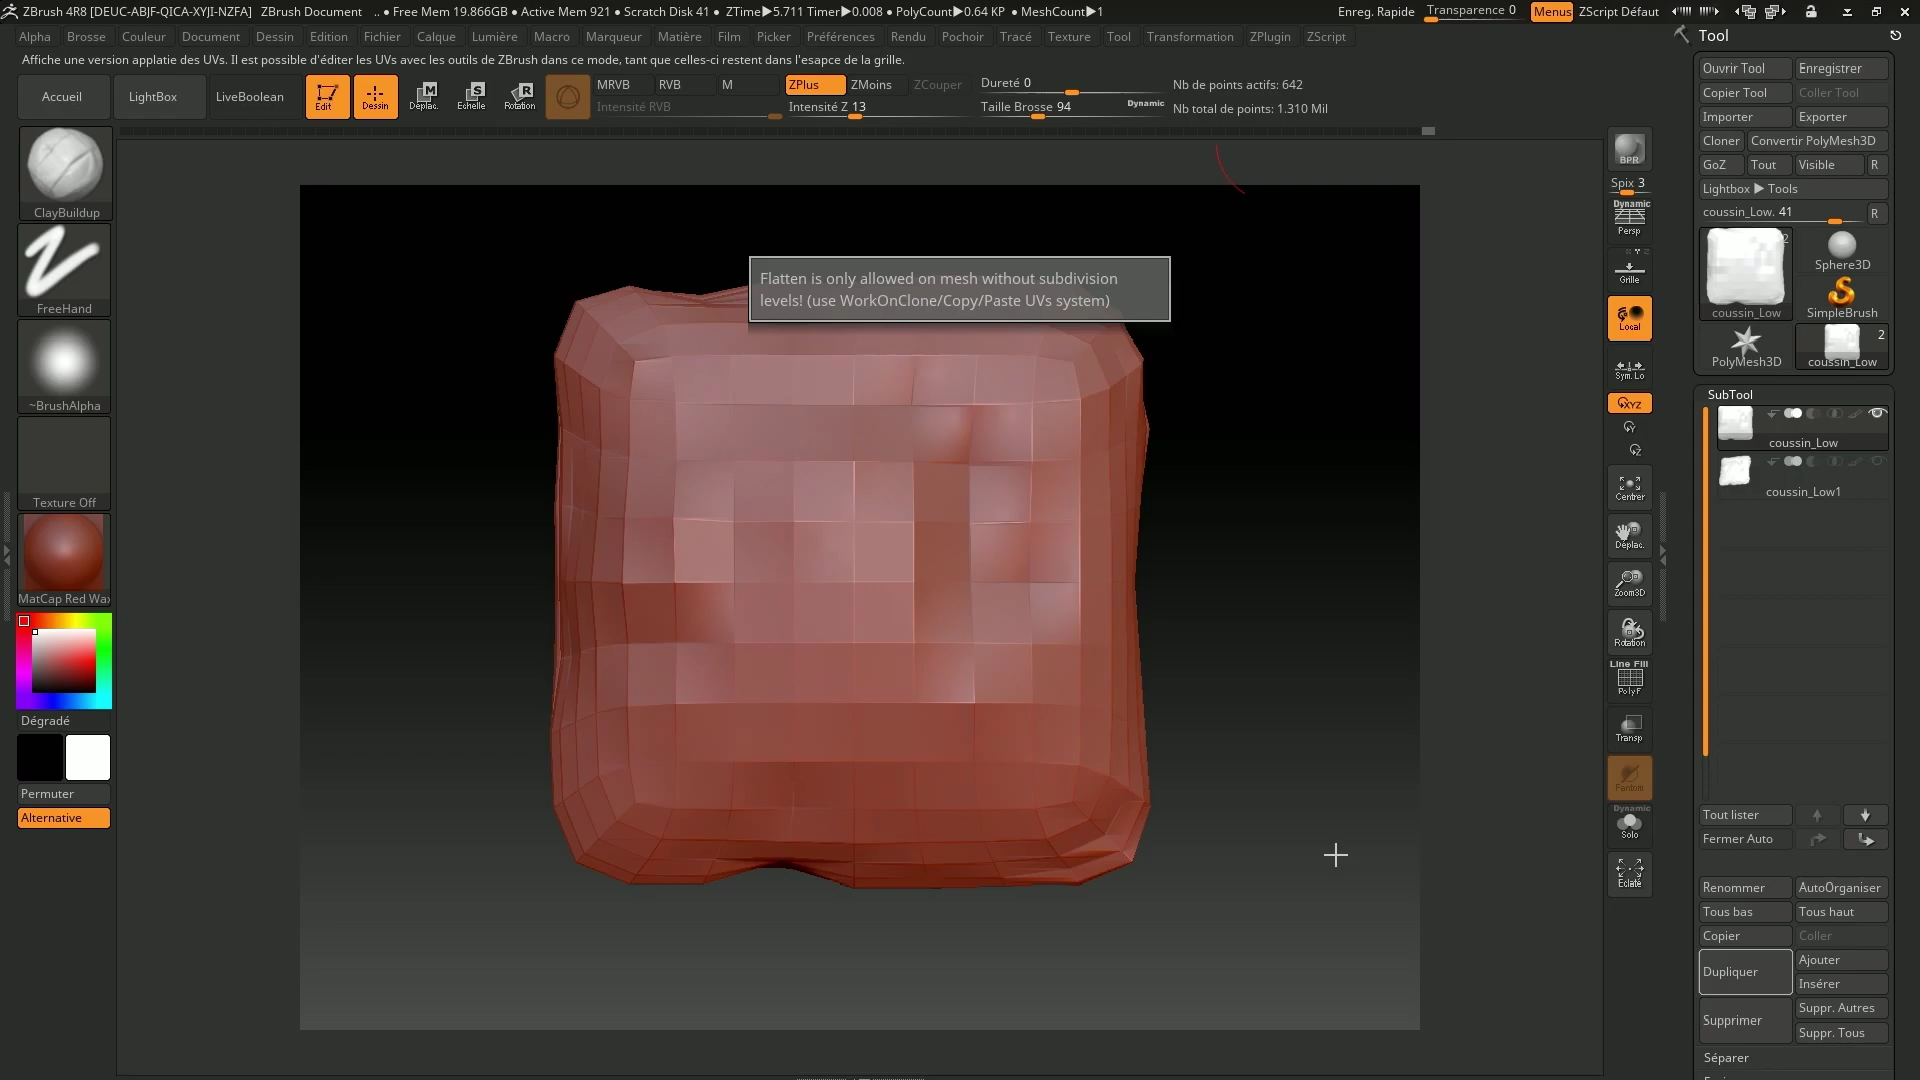 ZBrush 4R8 [DEUC-ABJF-QICA-XYJI-NZFA] ZBrush Document .. • Free Mem 19.866GB • Active Mem 921 • Scratch Disk 41 • ZTime▶5.711 Timer▶0.008 • PolyCount▶0.64 KP • MeshCount▶1 Enreg. Rapide Transparence 0 Menus ZScript Défaut
Alpha Brosse Couleur Document Dessin Edition Fichier Calque Lumière Macro Marqueur Matière Film Picker Préférences Rendu Pochoir Tracé Texture Tool Transformation ZPlugin ZScript
Affiche une version applatie des UVs. Il est possible d'éditer les UVs avec les outils de ZBrush dans ce mode, tant que celles-ci restent dans l'esapce de la grille.
Accueil LightBox LiveBoolean Edit Dessin Déplac. Echelle Rotation
MRVB RVB M ZPlus ZMoins ZCouper Dureté 0 Nb de points actifs: 642
Intensité RVB Intensité Z 13 Taille Brosse 94 Dynamic Nb total de points: 1.310 Mil
ClayBuildup
FreeHand
~BrushAlpha
Texture Off
MatCap Red Wax
Dégradé
Permuter
Alternative
Flatten is only allowed on mesh without subdivision
levels! (use WorkOnClone/Copy/Paste UVs system)
BPR
Spix 3
Dynamic
Persp
Grille
Local
Sym.Lo
XYZ
Y
Z
Centrer
Déplac.
Zoom3D
Rotation
Line Fill
PolyF
Transp
Fantom
Dynamic
Solo
Eclaté
Tool
Ouvrir Tool Enregistrer
Copier Tool Coller Tool
Importer Exporter
Cloner Convertir PolyMesh3D
GoZ Tout Visible R
Lightbox ▶ Tools
coussin_Low. 41 R
2
coussin_Low
Sphere3D
SimpleBrush
PolyMesh3D
2
coussin_Low
SubTool
coussin_Low
coussin_Low1
Tout lister
Fermer Auto
Renommer AutoOrganiser
Tous bas Tous haut
Copier Coller
Dupliquer Ajouter
Insérer
Supprimer Suppr. Autres
Suppr. Tous
Séparer